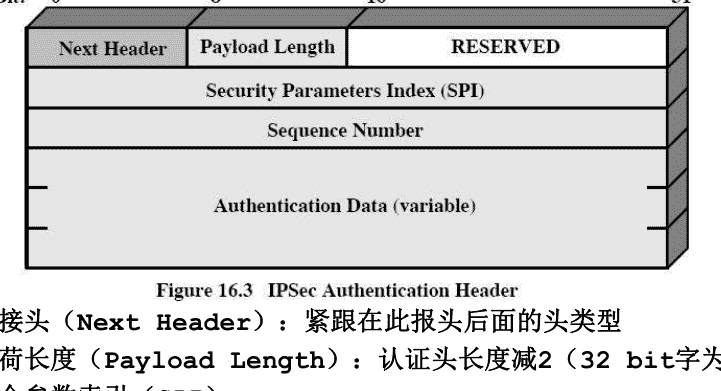 Next Header Payload Length RESERVED
Security Parameters Index (SPI)
Sequence Number
Authentication Data (variable)
Figure 16.3 IPSec Authentication Header
接头（Next Header）：紧跟在此报头后面的头类型
荷长度（Payload Length）：认证头长度减2（32 bit字为